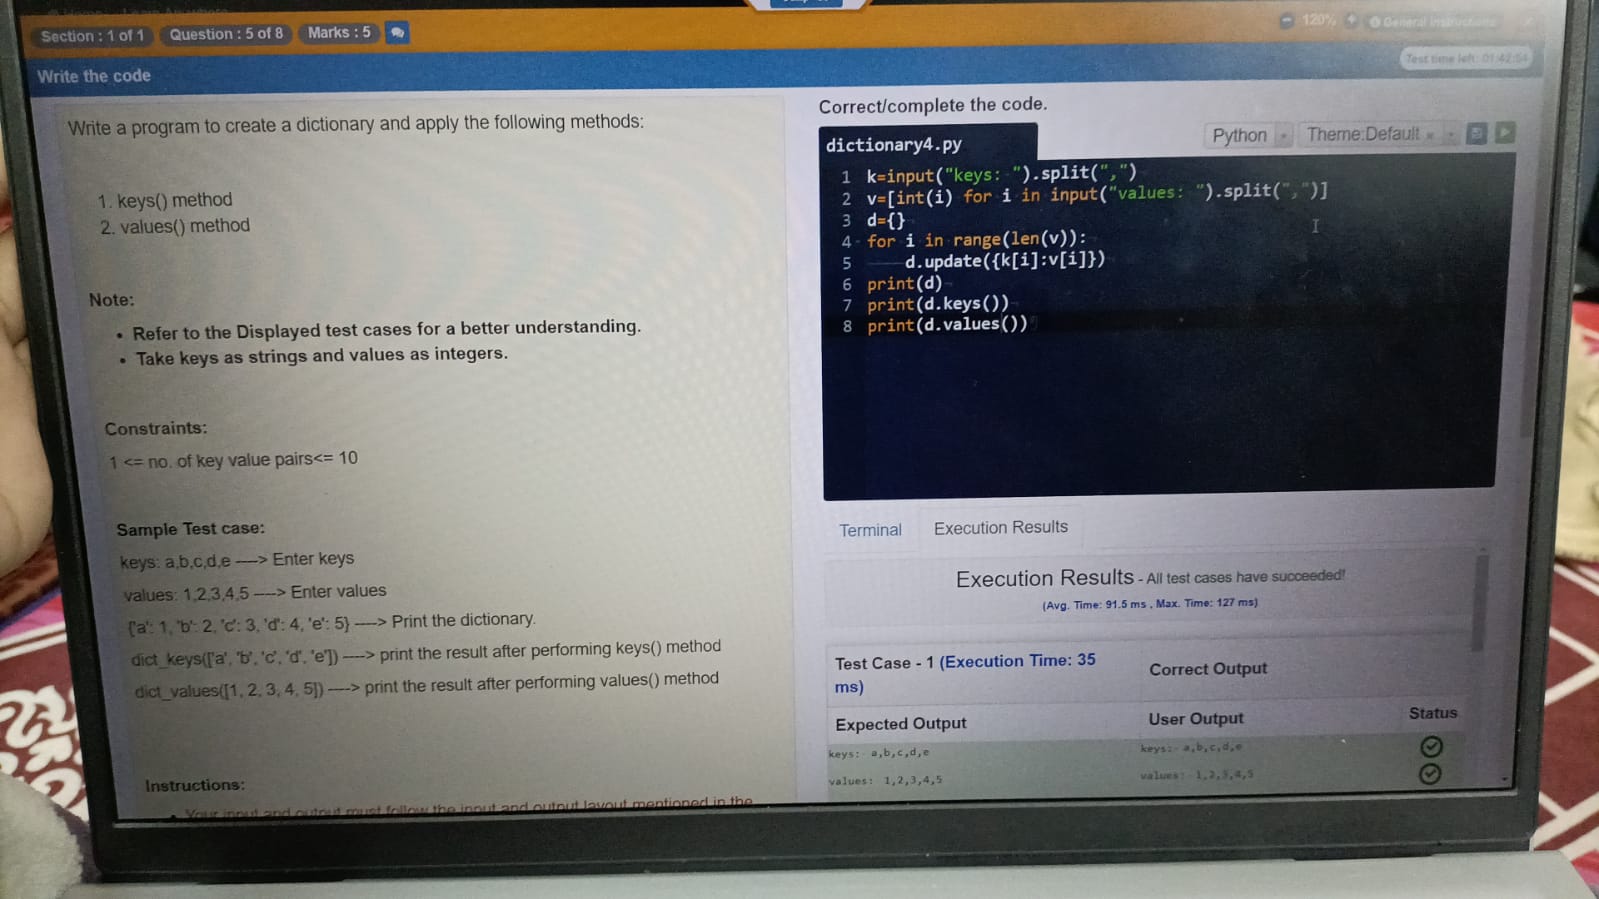 Section : 1 of 1 Question : 5 of 8 Marks : 5
120% General Instructions
Write the code
Test time left: 01:42:54
Write a program to create a dictionary and apply the following methods:
1. keys() method
2. values() method
Note:
• Refer to the Displayed test cases for a better understanding.
• Take keys as strings and values as integers.
Constraints:
1 <= no. of key value pairs<= 10
Sample Test case:
keys: a,b,c,d,e ----> Enter keys
values: 1,2,3,4,5 ----> Enter values
{'a': 1, 'b': 2, 'c': 3, 'd': 4, 'e': 5} ----> Print the dictionary.
dict_keys(['a', 'b', 'c', 'd', 'e']) ----> print the result after performing keys() method
dict_values([1, 2, 3, 4, 5]) ----> print the result after performing values() method
Instructions:
• Your input and output must follow the input and output layout mentioned in the
Correct/complete the code.
dictionary4.py
Python Theme:Default
1 k=input("keys: ").split(",")
2 v=[int(i) for i in input("values: ").split(",")]
3 d={}
4 for i in range(len(v)):
5 d.update({k[i]:v[i]})
6 print(d)
7 print(d.keys())
8 print(d.values())
Terminal Execution Results
Execution Results - All test cases have succeeded!
(Avg. Time: 91.5 ms , Max. Time: 127 ms)
Test Case - 1 (Execution Time: 35 ms) Correct Output
Expected Output User Output Status
keys: a,b,c,d,e keys: a,b,c,d,e
values: 1,2,3,4,5 values: 1,2,3,4,5